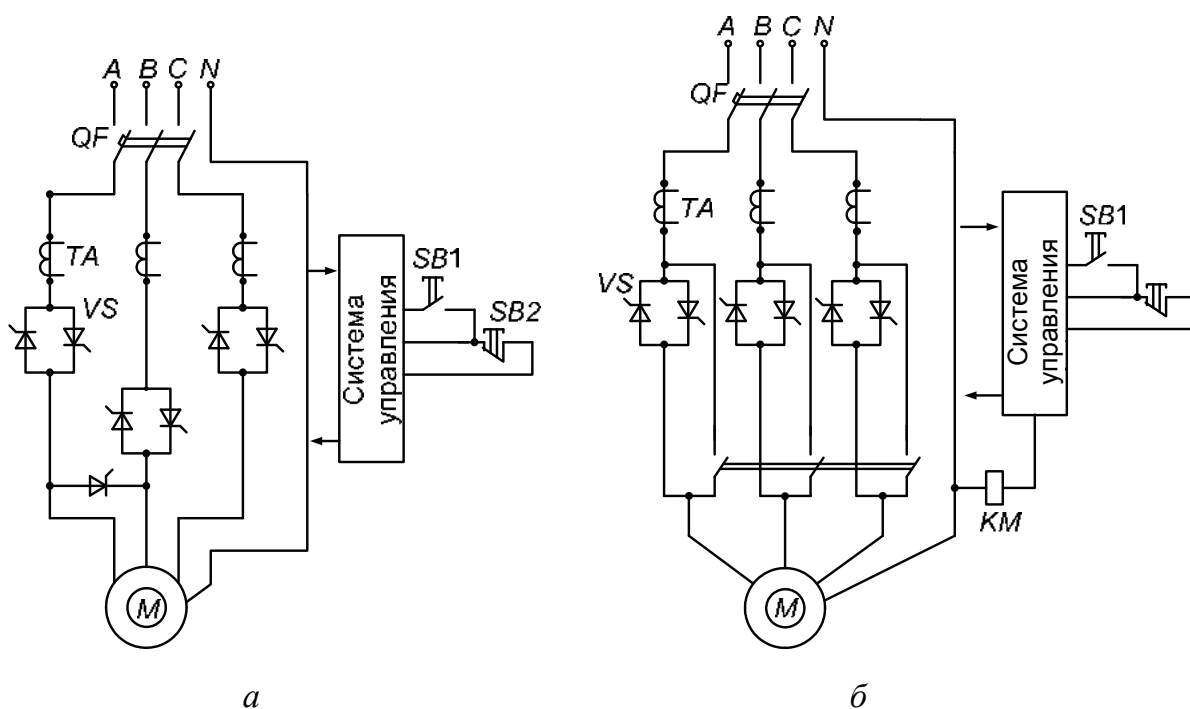 A B C N
QF
TA
VS
SB1
SB2
Система
управления
M
а
A B C N
QF
TA
VS
SB1
Система
управления
KM
M
б